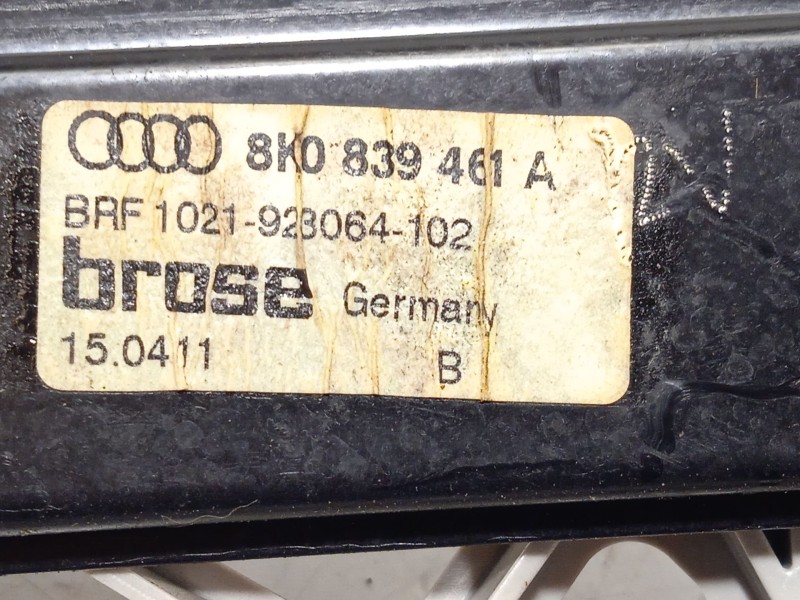 8K0 839 461 A
BRF 1021-923064-102
brose Germany
15.0411 B